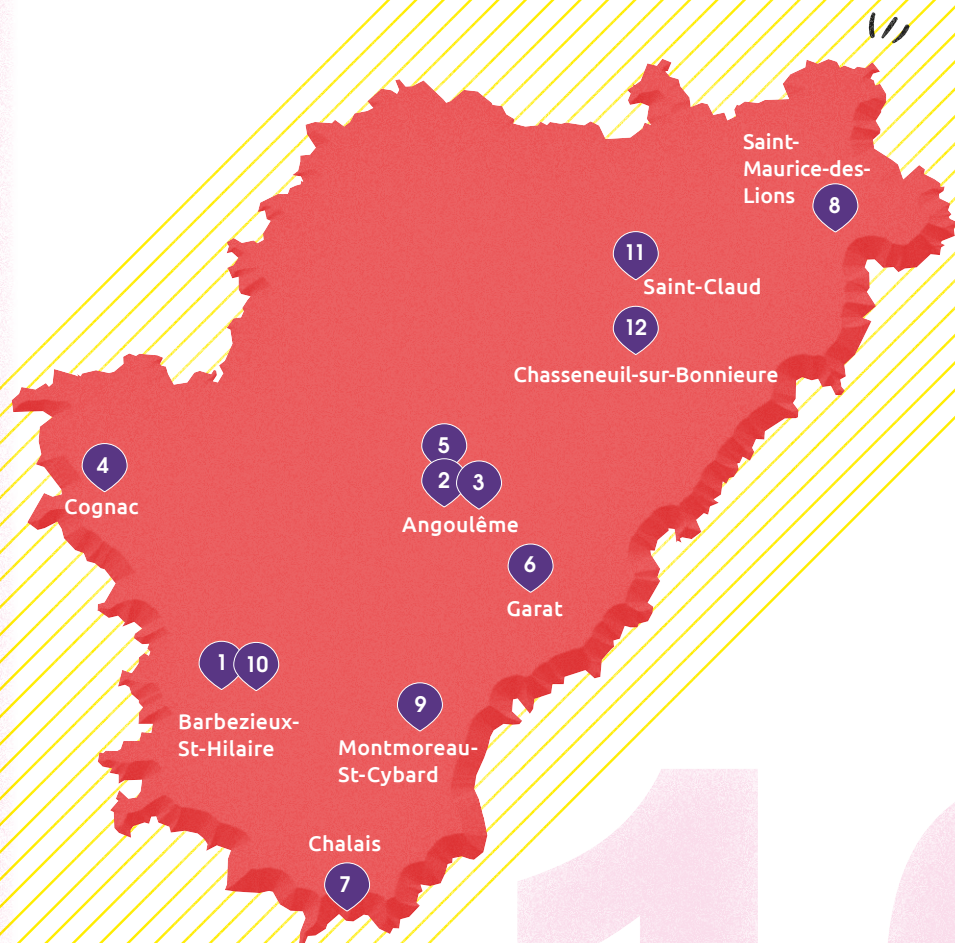 Saint-
Maurice-des-
Lions
8
11
Saint-Claud
12
Chasseneuil-sur-Bonnieure
5
4
2
3
Cognac
Angoulême
6
Garat
1
10
Barbezieux-
St-Hilaire
9
Montmoreau-
St-Cybard
Chalais
7